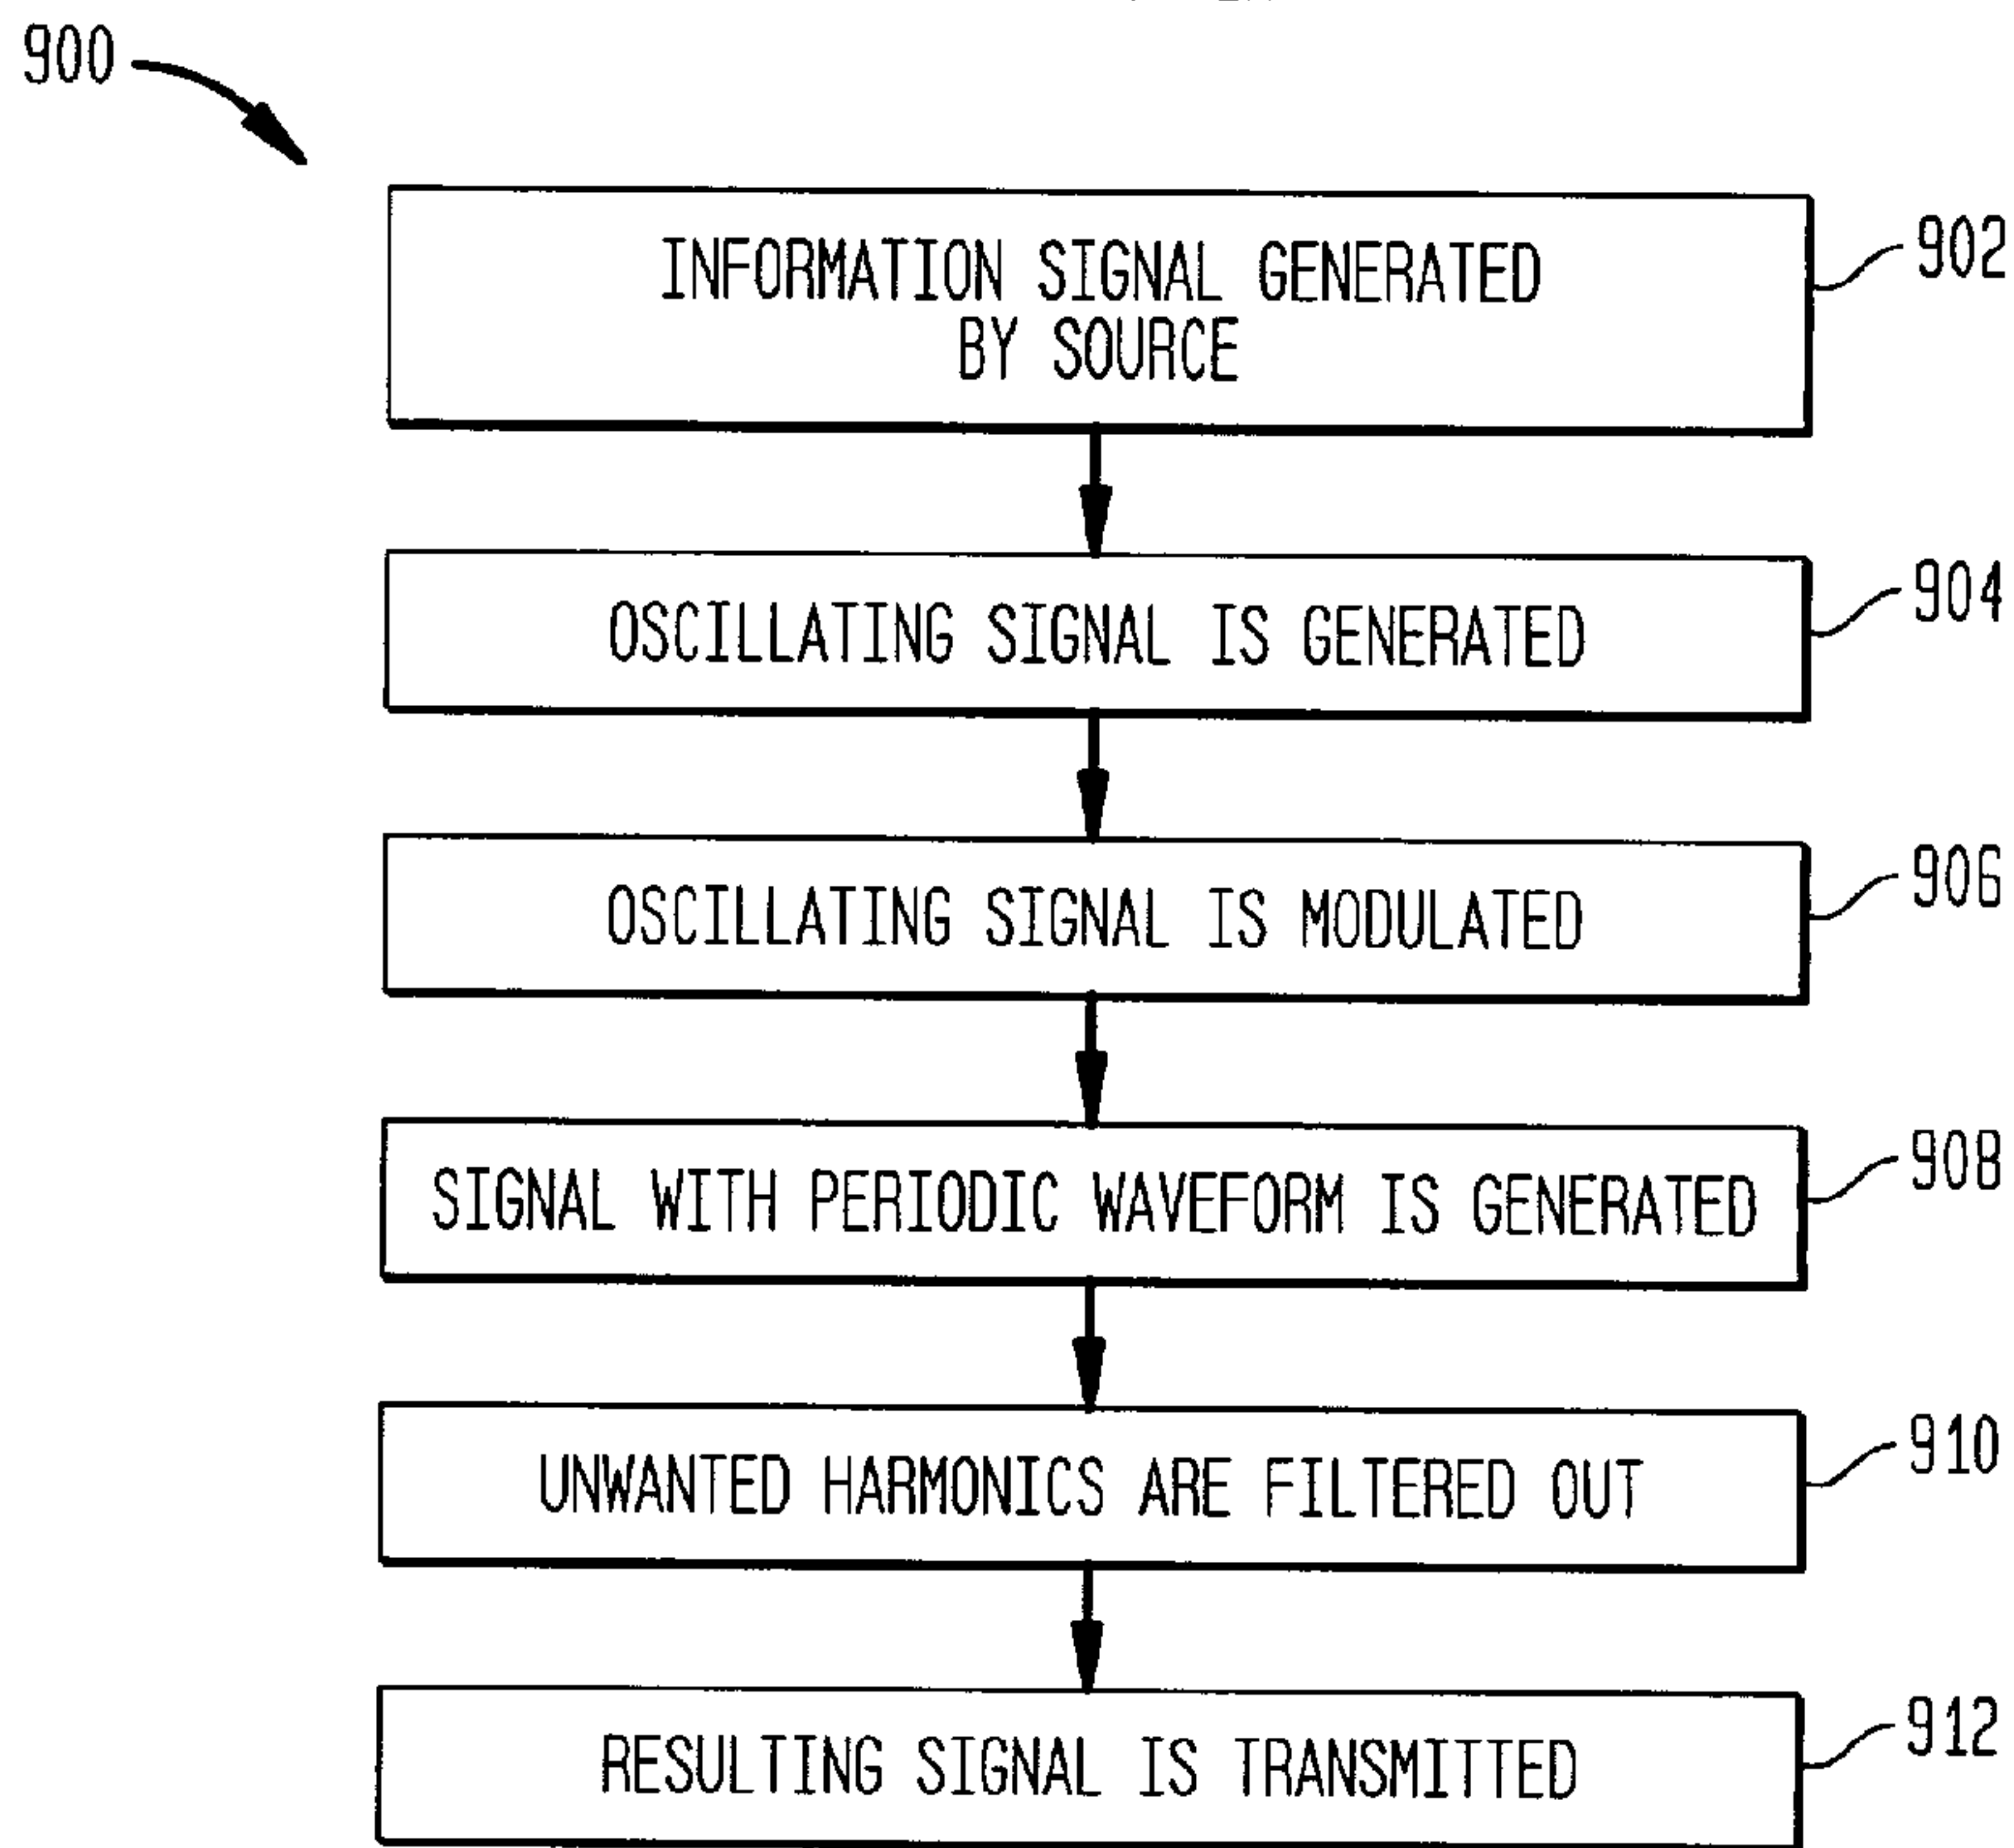 900
INFORMATION SIGNAL GENERATED
BY SOURCE
902
OSCILLATING SIGNAL IS GENERATED
904
OSCILLATING SIGNAL IS MODULATED
906
SIGNAL WITH PERIODIC WAVEFORM IS GENERATED
908
UNWANTED HARMONICS ARE FILTERED OUT
910
RESULTING SIGNAL IS TRANSMITTED
912